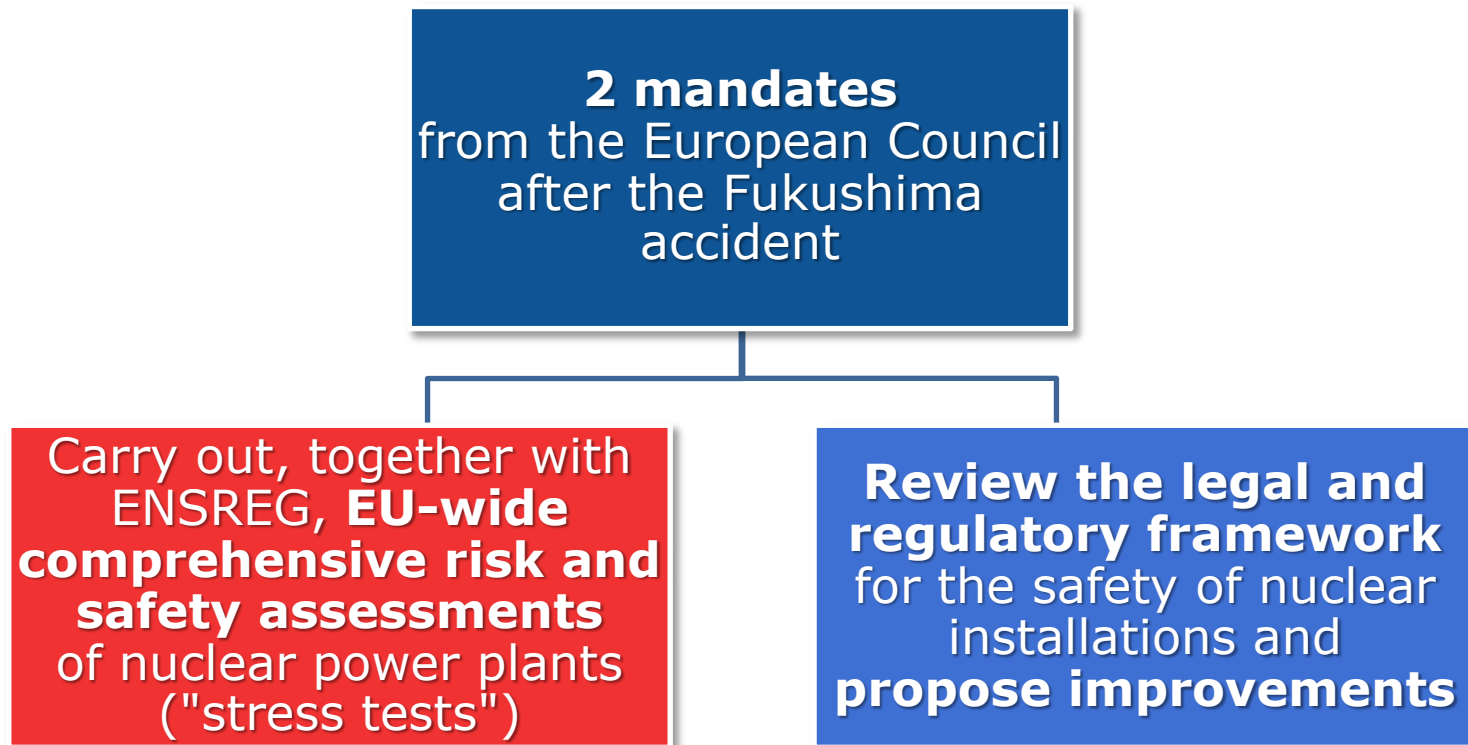 2 mandates
from the European Council
after the Fukushima
accident
Carry out, together with
ENSREG, EU-wide
comprehensive risk and
safety assessments
of nuclear power plants
("stress tests")
Review the legal and
regulatory framework
for the safety of nuclear
installations and
propose improvements